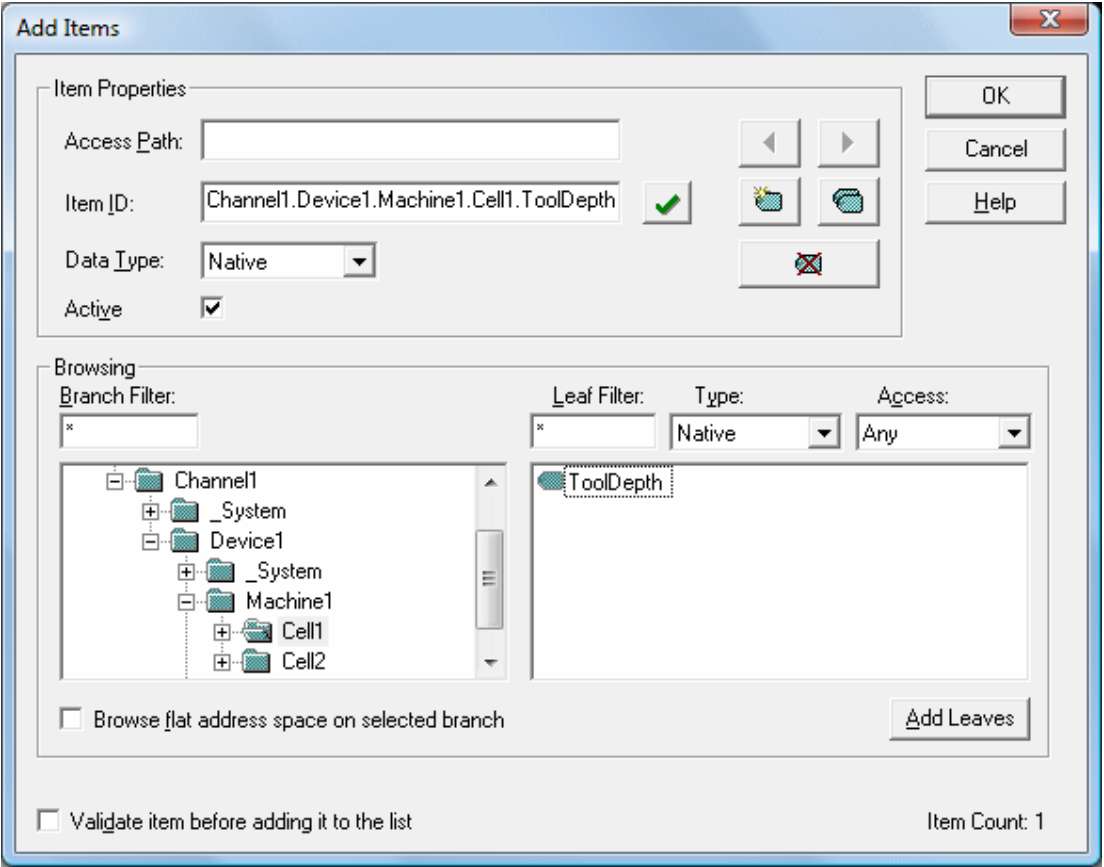 Add Items
Item Properties
Access Path:
OK
Cancel
Item ID: Channel1.Device1.Machine1.Cell1.ToolDepth
Help
Data Type: Native
Active
Browsing
Branch Filter: Leaf Filter: Type: Access:
* * Native Any
Channel1 ToolDepth
_System
Device1
_System
Machine1
Cell1
Cell2
Browse flat address space on selected branch Add Leaves
Validate item before adding it to the list Item Count: 1